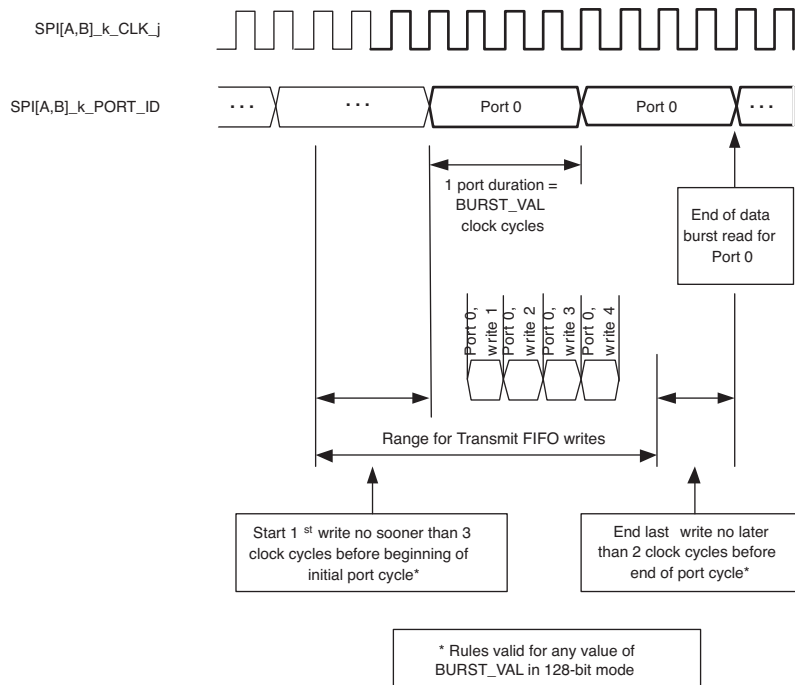 SPI[A,B]_k_CLK_j
SPI[A,B]_k_PORT_ID
... ... Port 0 Port 0 ...
1 port duration =
BURST_VAL
clock cycles
End of data
burst read for
Port 0
Port 0,
write 1
Port 0,
write 2
Port 0,
write 3
Port 0,
write 4
Range for Transmit FIFO writes
Start 1 st write no sooner than 3
clock cycles before beginning of
initial port cycle*
End last write no later
than 2 clock cycles before
end of port cycle*
* Rules valid for any value of
BURST_VAL in 128-bit mode